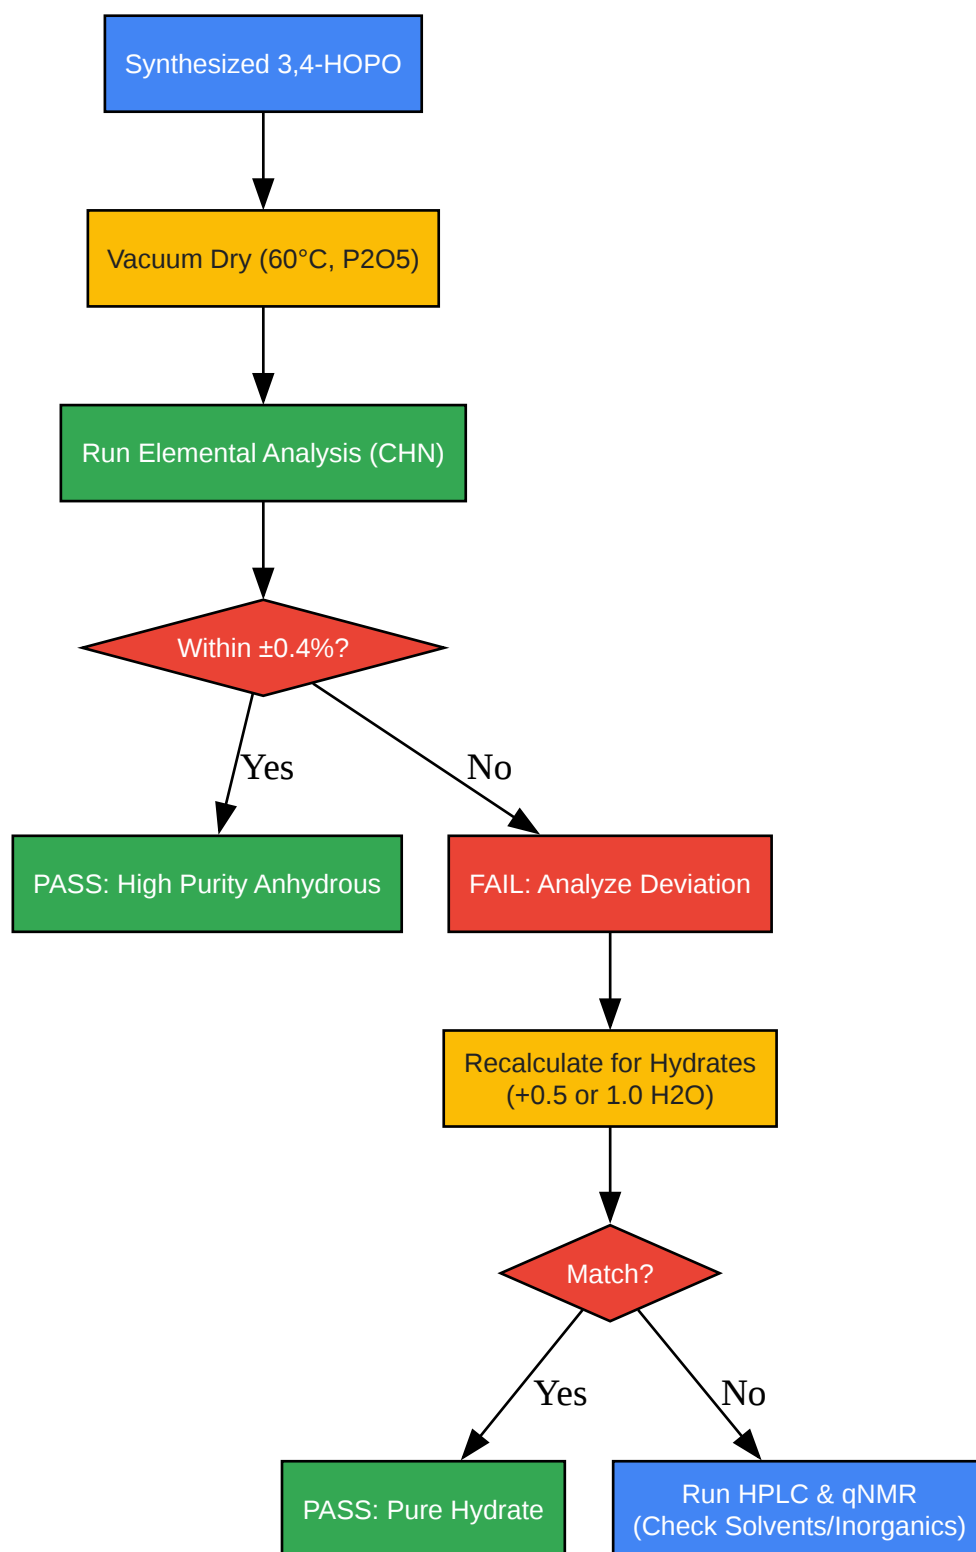 Synthesized 3,4-HOPO
Vacuum Dry (60°C, P2O5)
Run Elemental Analysis (CHN)
Within ±0.4%?
Yes
No
PASS: High Purity Anhydrous
FAIL: Analyze Deviation
Recalculate for Hydrates
(+0.5 or 1.0 H2O)
Match?
Yes
No
PASS: Pure Hydrate
Run HPLC & qNMR
(Check Solvents/Inorganics)